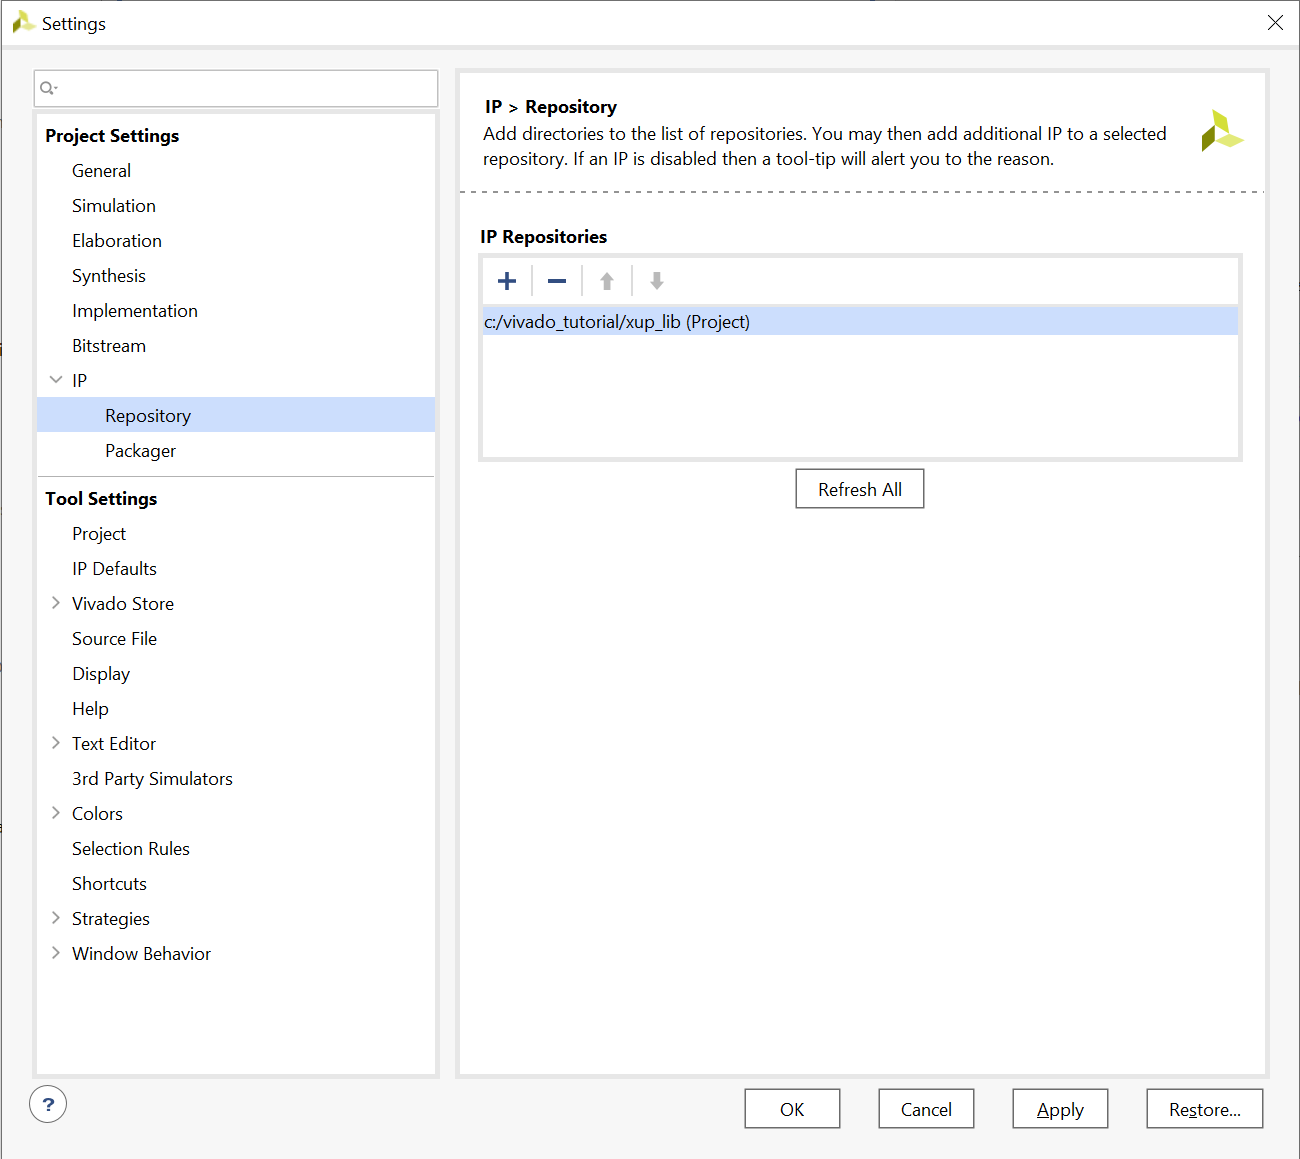 Settings
Project Settings
General
Simulation
Elaboration
Synthesis
Implementation
Bitstream
IP
Repository
Packager
Tool Settings
Project
IP Defaults
Vivado Store
Source File
Display
Help
Text Editor
3rd Party Simulators
Colors
Selection Rules
Shortcuts
Strategies
Window Behavior
IP > Repository
Add directories to the list of repositories. You may then add additional IP to a selected
repository. If an IP is disabled then a tool-tip will alert you to the reason.
IP Repositories
c:/vivado_tutorial/xup_lib (Project)
Refresh All
?
OK
Cancel
Apply
Restore...